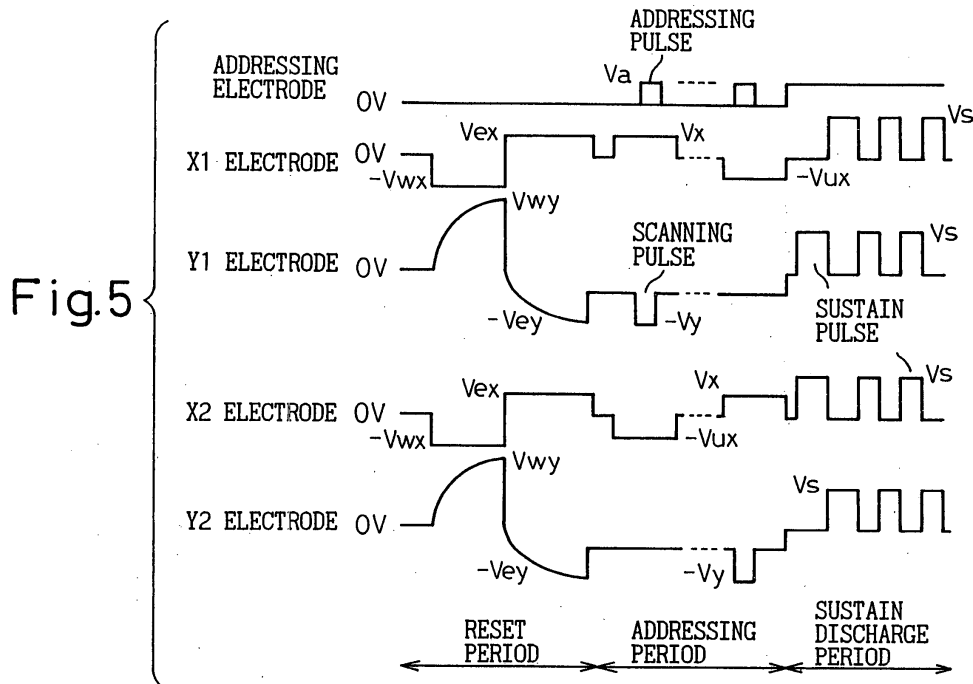 Fig.5
ADDRESSING
PULSE
ADDRESSING
ELECTRODE
0V
Va
X1 ELECTRODE
0V
-Vwx
Vex
Vx
-Vux
Vs
Y1 ELECTRODE
0V
Vwy
-Vey
SCANNING
PULSE
-Vy
Vs
SUSTAIN
PULSE
X2 ELECTRODE
0V
-Vwx
Vex
Vx
-Vux
Vs
Y2 ELECTRODE
0V
Vwy
-Vey
-Vy
Vs
RESET
PERIOD
ADDRESSING
PERIOD
SUSTAIN
DISCHARGE
PERIOD